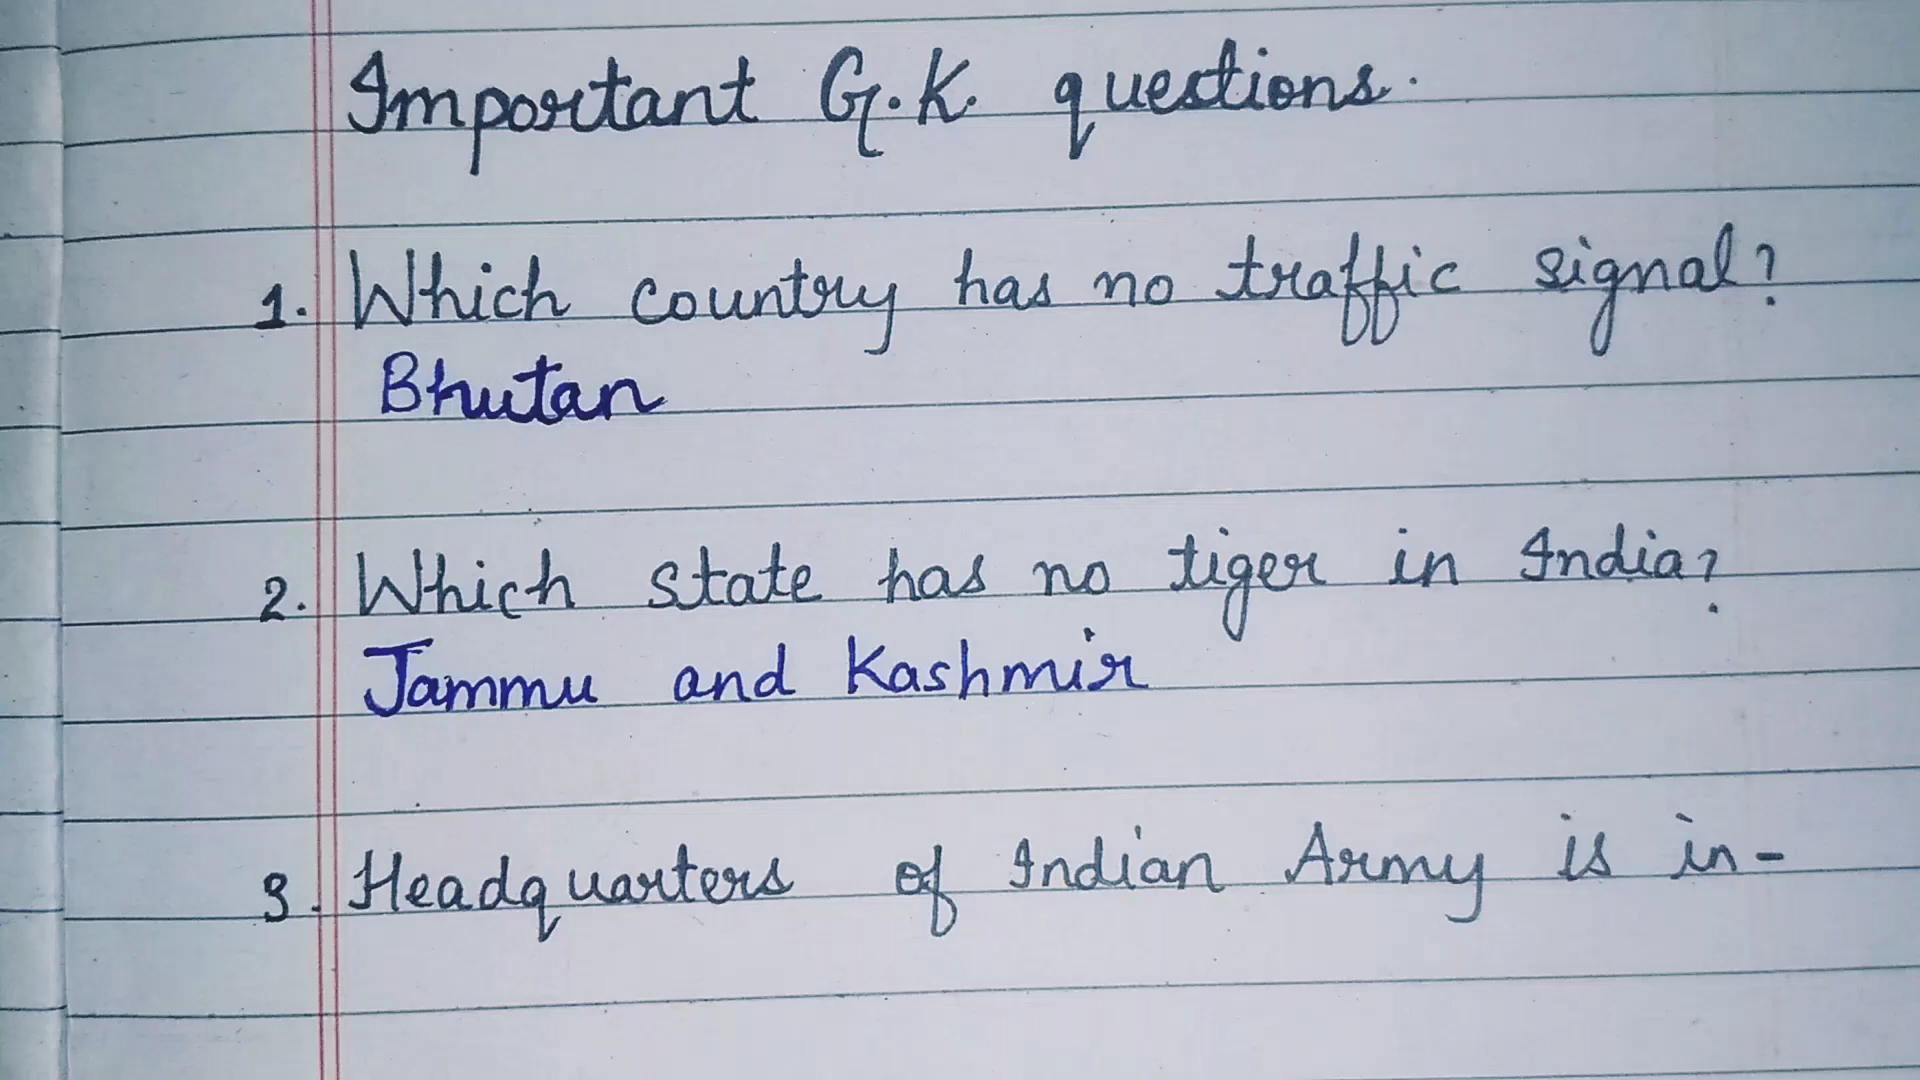 Important G.K. questions.
1. Which country has no traffic signal?
Bhutan
2. Which state has no tiger in India?
Jammu and Kashmir
3. Headquarters of Indian Army is in-